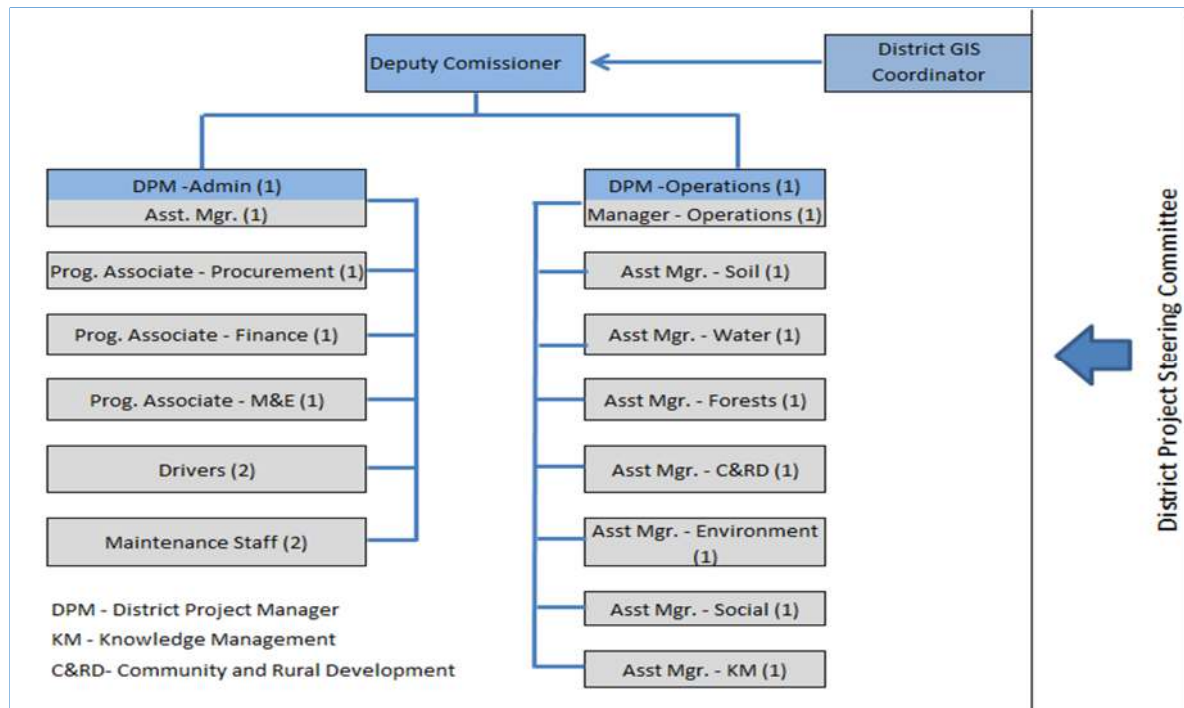 Deputy Comissioner
District GIS
Coordinator
DPM -Admin (1)
Asst. Mgr. (1)
Prog. Associate - Procurement (1)
Prog. Associate - Finance (1)
Prog. Associate - M&E (1)
Drivers (2)
Maintenance Staff (2)
DPM -Operations (1)
Manager - Operations (1)
Asst Mgr. - Soil (1)
Asst Mgr. - Water (1)
Asst Mgr. - Forests (1)
Asst Mgr. - C&RD (1)
Asst Mgr. - Environment
(1)
Asst Mgr. - Social (1)
Asst Mgr. - KM (1)
DPM - District Project Manager
KM - Knowledge Management
C&RD- Community and Rural Development
District Project Steering Committee